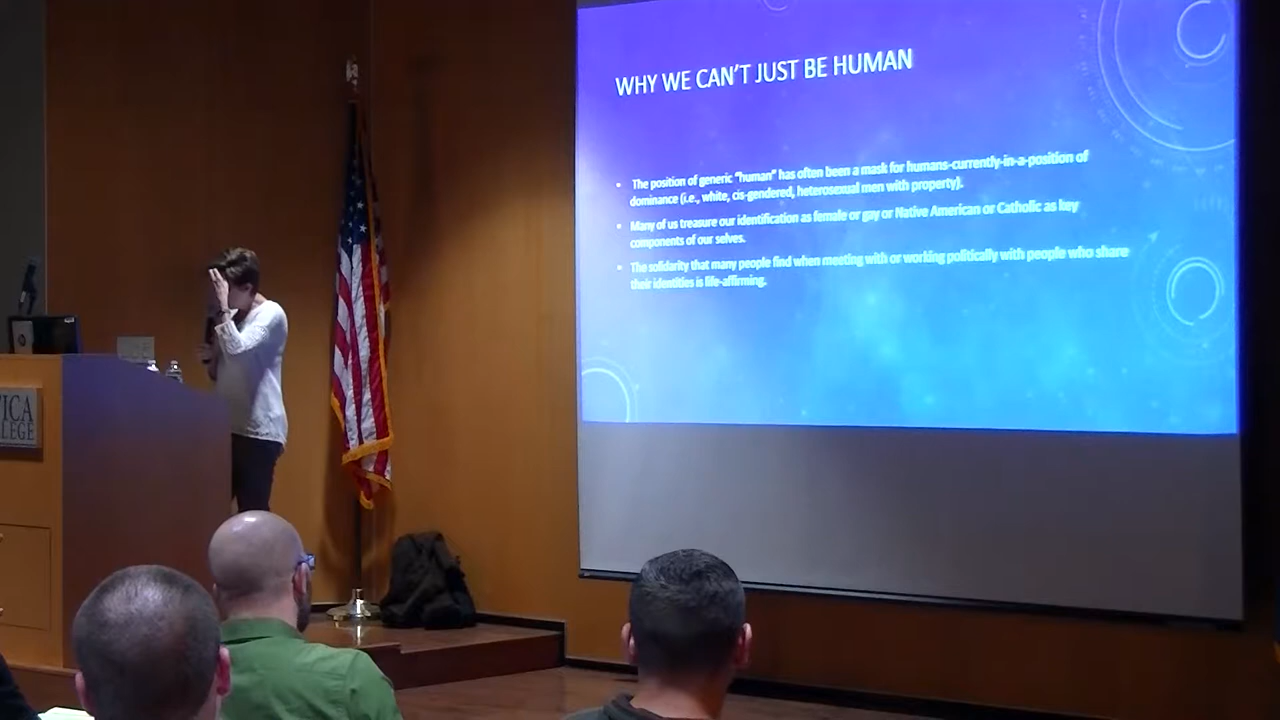 WHY WE CAN'T JUST BE HUMAN
The position of generic "human" has often been a mask for humans-currently-in-a-position of
dominance (i.e., white, cis-gendered, heterosexual men with property).
Many of us treasure our identification as female or gay or Native American or Catholic as key
components of our selves.
The solidarity that many people find when meeting with or working politically with people who share
their identities is life-affirming.
TICA
LEGE